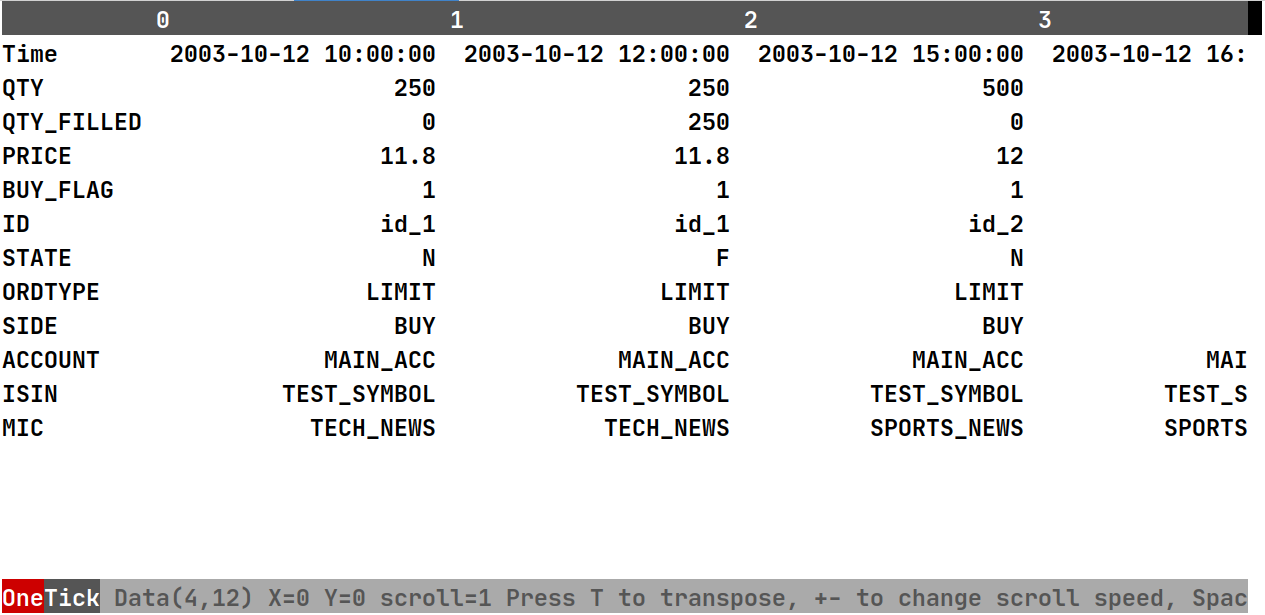 0 1 2 3
Time 2003-10-12 10:00:00 2003-10-12 12:00:00 2003-10-12 15:00:00 2003-10-12 16:
QTY 250 250 500
QTY_FILLED 0 250 0
PRICE 11.8 11.8 12
BUY_FLAG 1 1 1
ID id_1 id_1 id_2
STATE N F N
ORDTYPE LIMIT LIMIT LIMIT
SIDE BUY BUY BUY
ACCOUNT MAIN_ACC MAIN_ACC MAIN_ACC MAI
ISIN TEST_SYMBOL TEST_SYMBOL TEST_SYMBOL TEST_S
MIC TECH_NEWS TECH_NEWS SPORTS_NEWS SPORTS
OneTick Data(4,12) X=0 Y=0 scroll=1 Press T to transpose, +- to change scroll speed, Spac